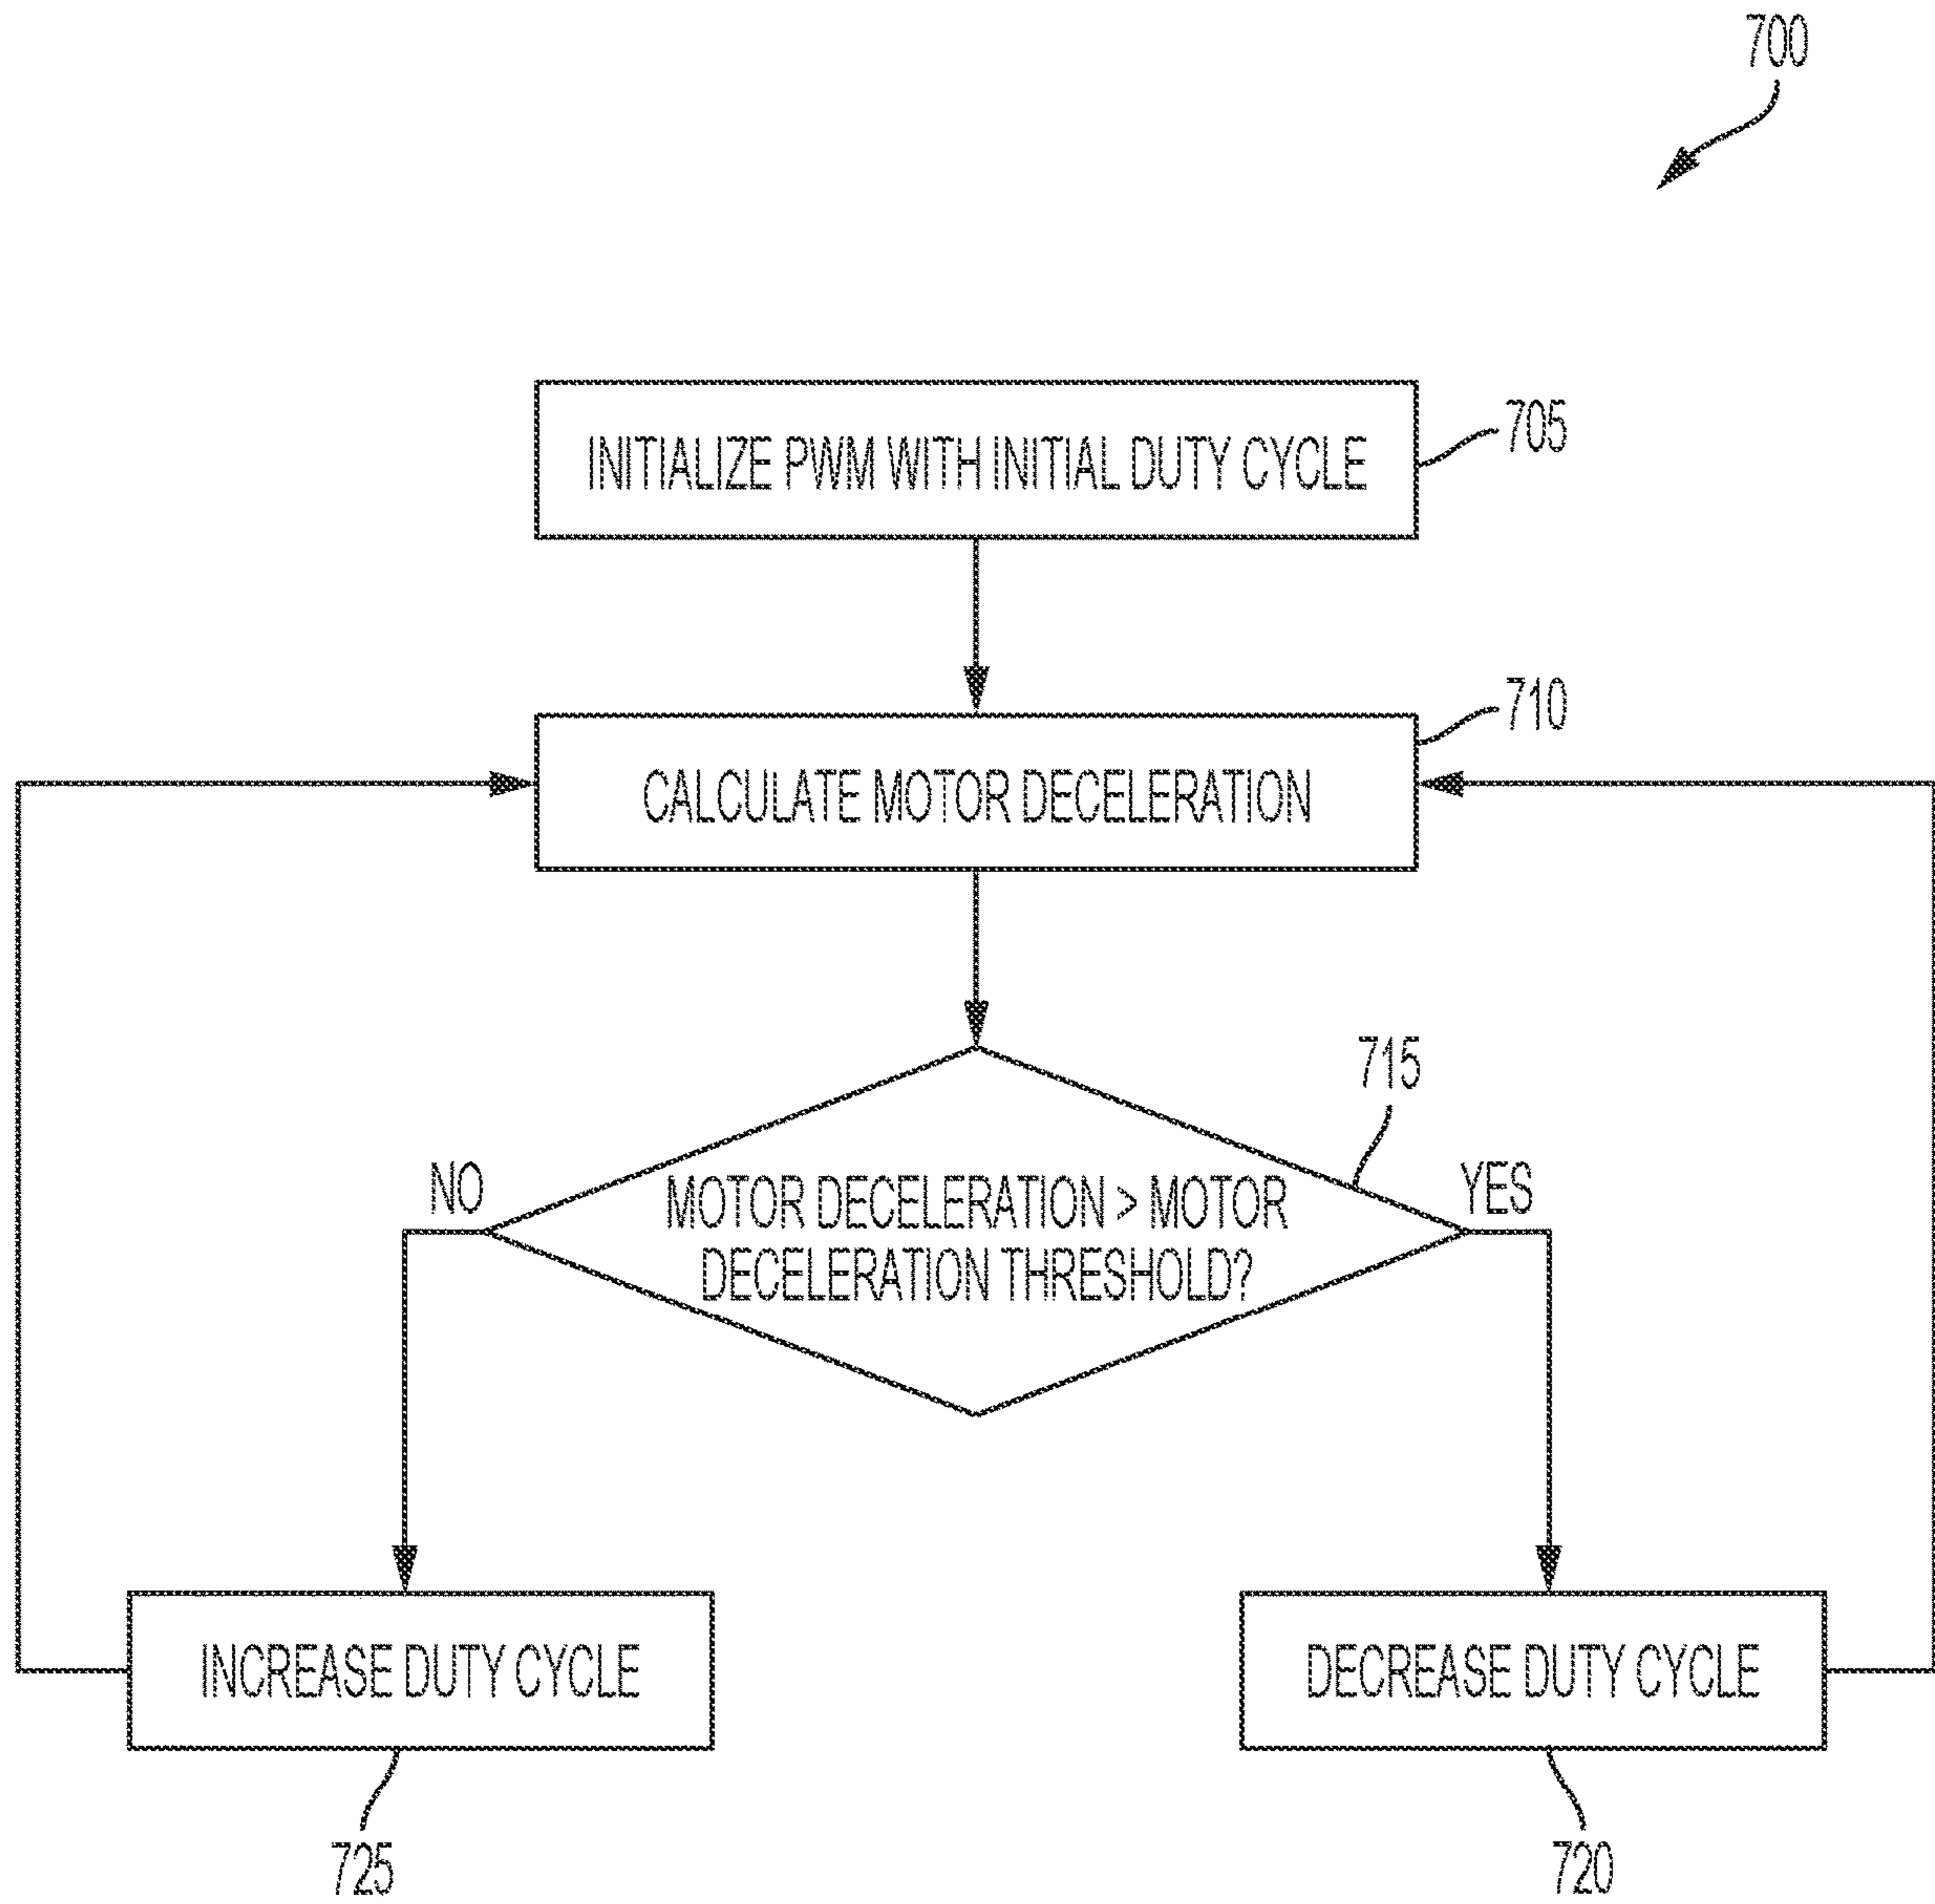 700
INITIALIZE PWM WITH INITIAL DUTY CYCLE
705
710
CALCULATE MOTOR DECELERATION
715
NO
YES
MOTOR DECELERATION > MOTOR
DECELERATION THRESHOLD?
INCREASE DUTY CYCLE
DECREASE DUTY CYCLE
725
720